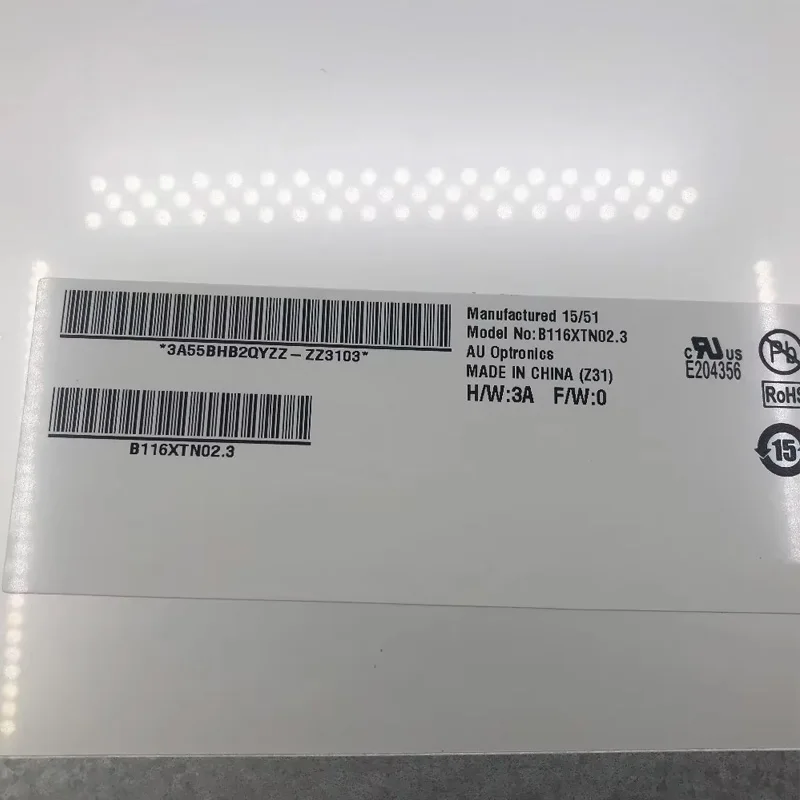 *3A55BHB2QYZZ-ZZ3103*
B116XTN02.3
Manufactured 15/51
Model No:B116XTN02.3
AU Optronics
MADE IN CHINA (Z31)
H/W:3A F/W:0
c RU US
E204356
Pb
RoHS
15